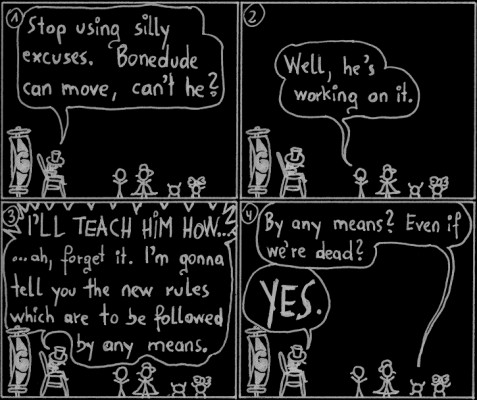 1
Stop using silly
excuses. Bonedude
can move, can't he?
2
Well, he's
working on it.
3
I'LL TEACH HiM HOW...
...ah, forget it. I'm gonna
tell you the new rules
which are to be followed
by any means.
4
By any means? Even if
we're dead?
YES.